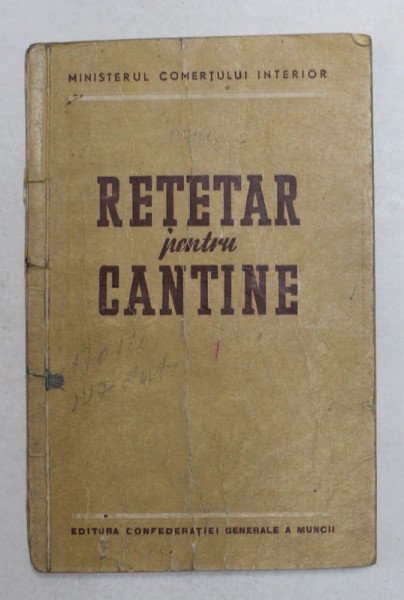 MINISTERUL COMERȚULUI INTERIOR
REȚETAR
pentru
CANTINE
EDITURA CONFEDERAȚIEI GENERALE A MUNCII